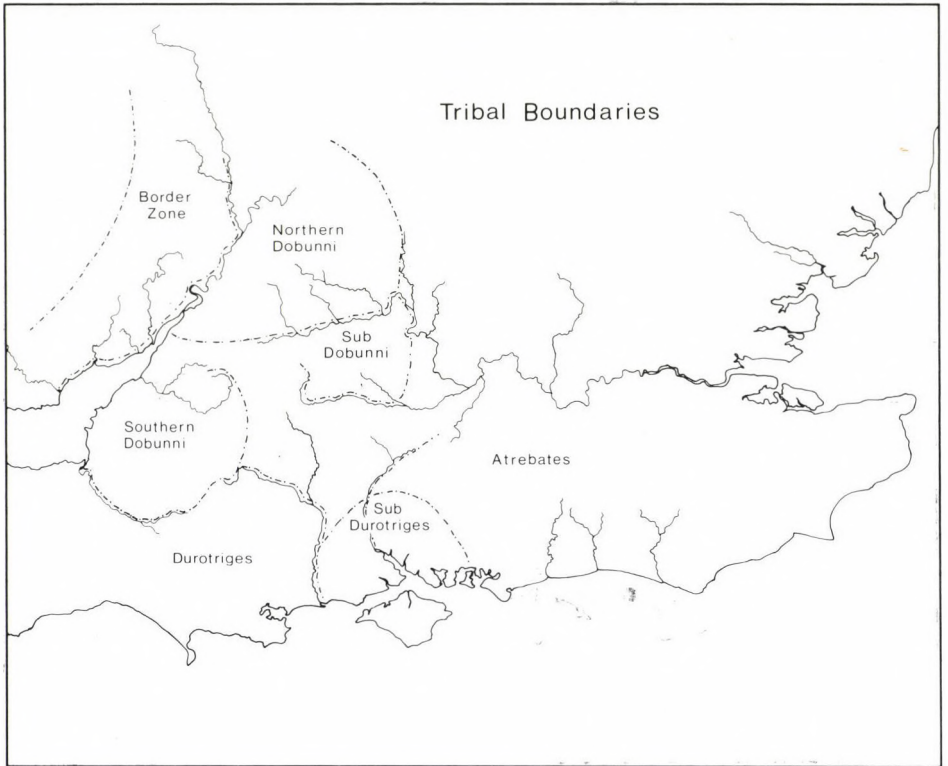 Tribal Boundaries
Border
Zone
Northern
Dobunni
Sub
Dobunni
Southern
Dobunni
Atrebates
Sub
Durotriges
Durotriges